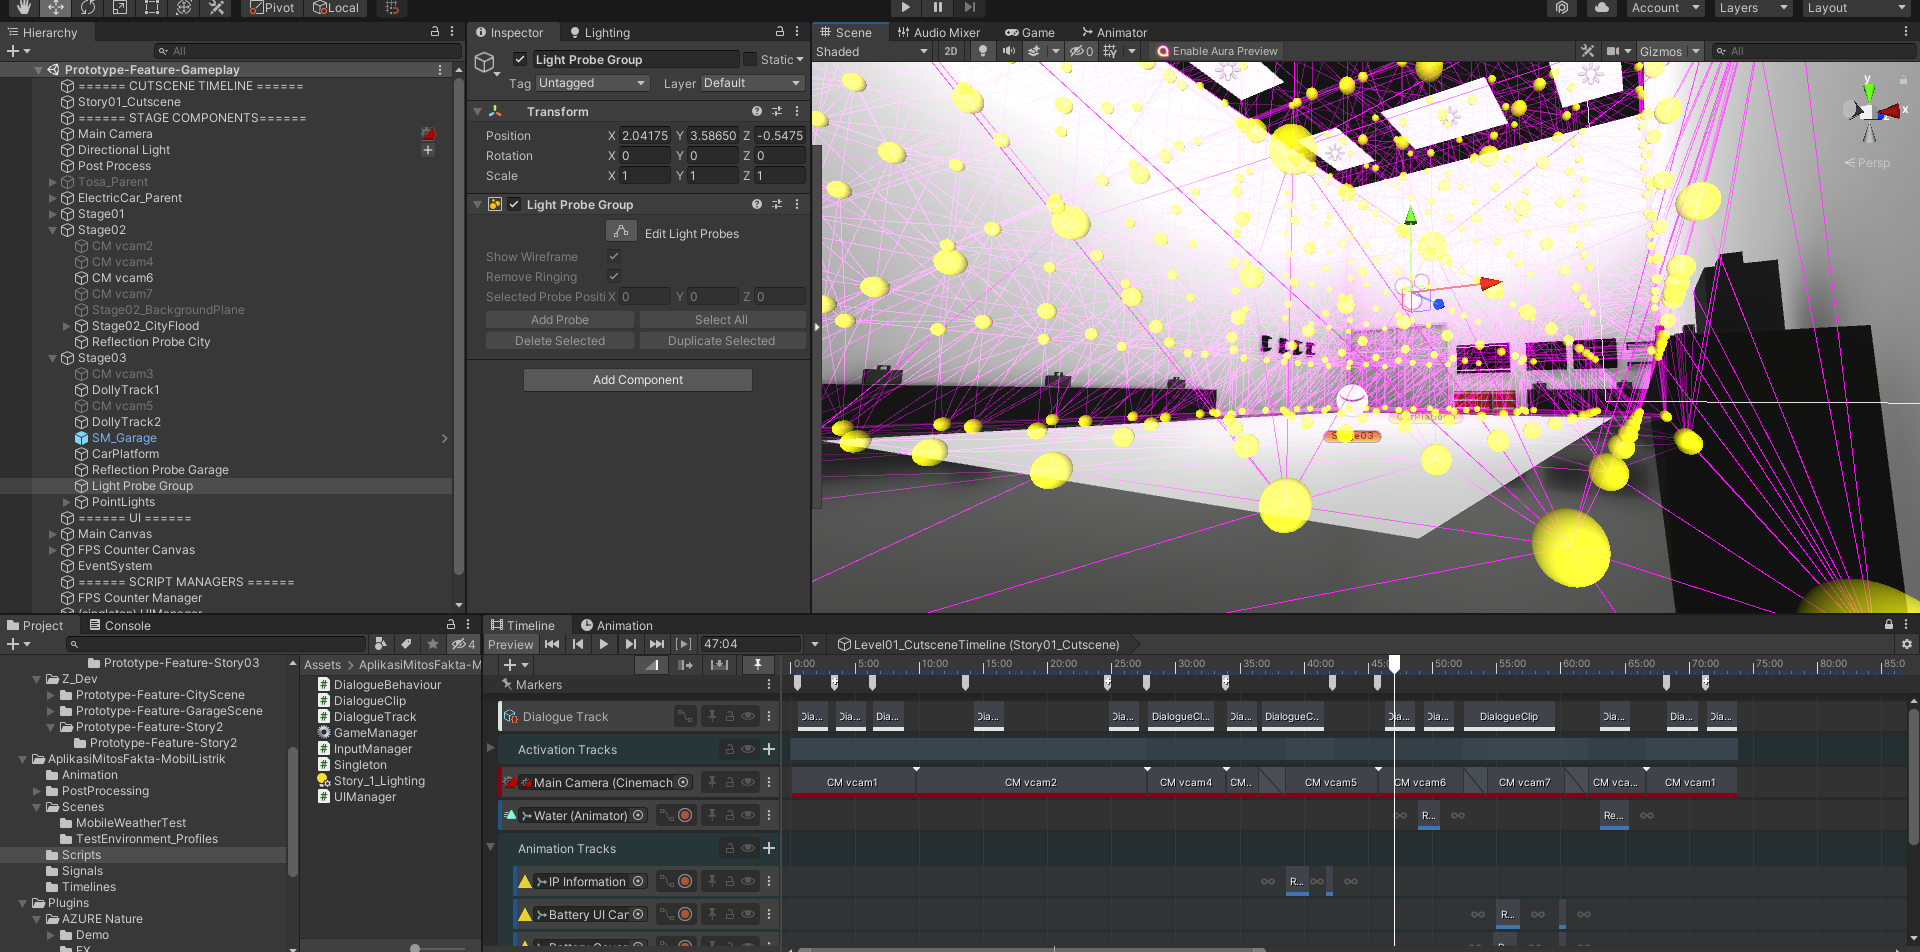 Pivot Local Account Layers Layout
Hierarchy
All
Prototype-Feature-Gameplay
====== CUTSCENE TIMELINE ======
Story01_Cutscene
====== STAGE COMPONENTS======
Main Camera
Directional Light
Post Process
Tosa_Parent
ElectricCar_Parent
Stage01
Stage02
CM vcam2
CM vcam4
CM vcam6
CM vcam7
Stage02_BackgroundPlane
Stage02_CityFlood
Reflection Probe City
Stage03
CM vcam3
DollyTrack1
CM vcam5
DollyTrack2
SM_Garage
CarPlatform
Reflection Probe Garage
Light Probe Group
PointLights
====== UI ======
Main Canvas
FPS Counter Canvas
EventSystem
====== SCRIPT MANAGERS ======
FPS Counter Manager
Inspector Lighting
Light Probe Group Static
Tag Untagged Layer Default
Transform
Position X 2.04175 Y 3.58650 Z -0.5475
Rotation X 0 Y 0 Z 0
Scale X 1 Y 1 Z 1
Light Probe Group
Edit Light Probes
Show Wireframe
Remove Ringing
Selected Probe Positi X 0 Y 0 Z 0
Add Probe Select All
Delete Selected Duplicate Selected
Add Component
Scene Audio Mixer Game Animator
Shaded 2D 0 Enable Aura Preview Gizmos All
y
x
Persp
Project Console
4
Prototype-Feature-Story03
Z_Dev
Prototype-Feature-CityScene
Prototype-Feature-GarageScene
Prototype-Feature-Story2
Prototype-Feature-Story2
AplikasiMitosFakta-MobilListrik
Animation
PostProcessing
Scenes
MobileWeatherTest
TestEnvironment_Profiles
Scripts
Signals
Timelines
Plugins
AZURE Nature
Demo
FX
Assets > AplikasiMitosFakta-M
DialogueBehaviour
DialogueClip
DialogueTrack
GameManager
InputManager
Singleton
Story_1_Lighting
UIManager
Timeline Animation
Preview 47:04 Level01_CutsceneTimeline (Story01_Cutscene)
0:00 5:00 10:00 15:00 20:00 25:00 30:00 35:00 40:00 45:0 50:00 55:00 60:00 65:00 70:00 75:00 80:00 85:0
Markers
Dialogue Track Dia... Dia... Dia... Dia... Dia... DialogueCl... Dia... DialogueC.. Dia... Dia... DialogueClip Dia... Dia... Dia...
Activation Tracks
Main Camera (Cinemach CM vcam1 CM vcam2 CM vcam4 CM.. CM vcam5 CM vcam6 CM vcam7 CM vca... CM vcam1
Water (Animator) R... Re...
Animation Tracks
IP Information R...
Battery UI Car R...